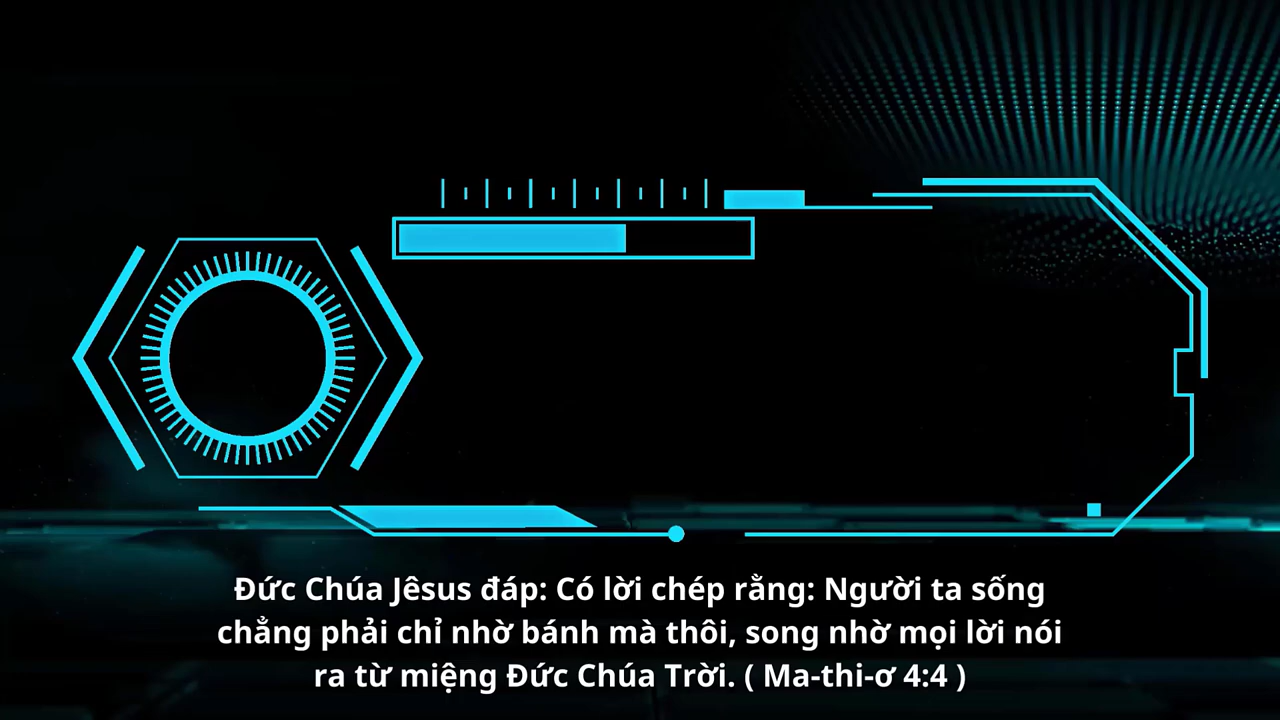 Đức Chúa Jêsus đáp: Có lời chép rằng: Người ta sống
chẳng phải chỉ nhờ bánh mà thôi, song nhờ mọi lời nói
ra từ miệng Đức Chúa Trời. ( Ma-thi-ơ 4:4 )